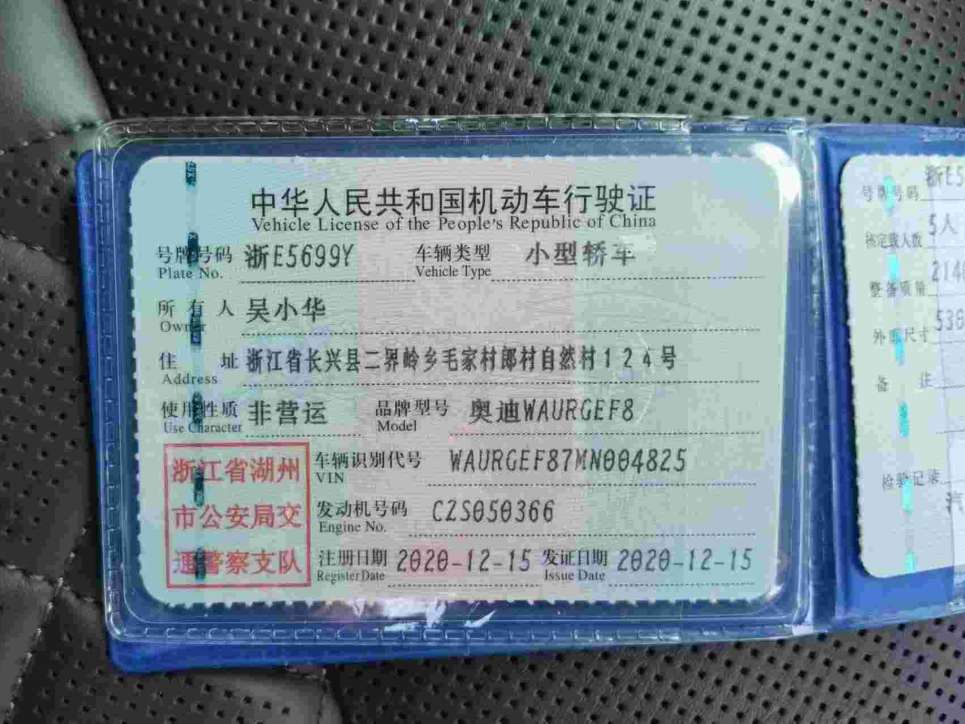 中华人民共和国机动车行驶证
Vehicle License of the People's Republic of China
号牌号码 浙E5699Y 车辆类型 小型轿车
Plate No. Vehicle Type
所有人 吴小华
Owner
住址 浙江省长兴县二界岭乡毛家村郎村自然村124号
Address
使用性质 非营运 品牌型号 奥迪WAURGEF8
Use Character Model
浙江省湖州
市公安局交
通警察支队
车辆识别代号 WAURGEF87MN004825
VIN
发动机号码 CZS050366
Engine No.
注册日期 2020-12-15 发证日期 2020-12-15
Register Date Issue Date
号牌号码 浙E5
核定载人数 5人
整备质量 214
外廓尺寸 538
备注
检验记录
汽